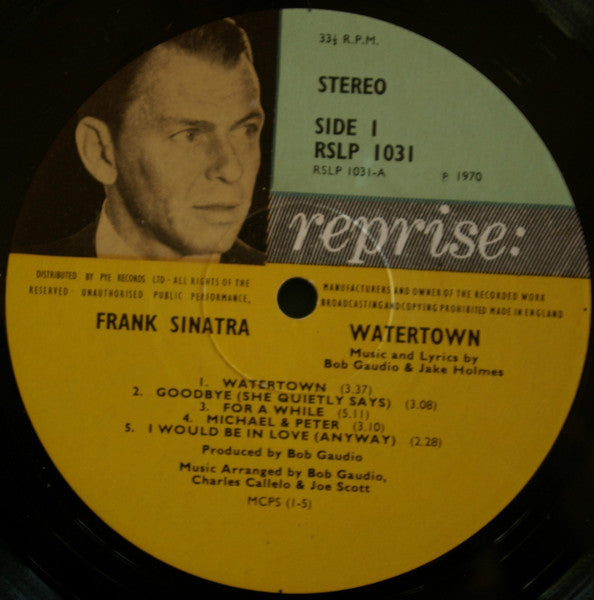 33⅓ R.P.M.
STEREO
SIDE 1
RSLP 1031
RSLP 1031-A
℗ 1970
reprise:
DISTRIBUTED BY PYE RECORDS LTD · ALL RIGHTS OF THE
RESERVED · UNAUTHORISED PUBLIC PERFORMANCE,
MANUFACTURERS AND OWNER OF THE RECORDED WORK
BROADCASTING AND COPYING PROHIBITED MADE IN ENGLAND
FRANK SINATRA
WATERTOWN
Music and Lyrics by
Bob Gaudio & Jake Holmes
1. WATERTOWN (3.37)
2. GOODBYE (SHE QUIETLY SAYS) (3.08)
3. FOR A WHILE (5.11)
4. MICHAEL & PETER (3.10)
5. I WOULD BE IN LOVE (ANYWAY) (2.28)
Produced by Bob Gaudio
Music Arranged by Bob Gaudio,
Charles Callelo & Joe Scott
MCPS (1-5)